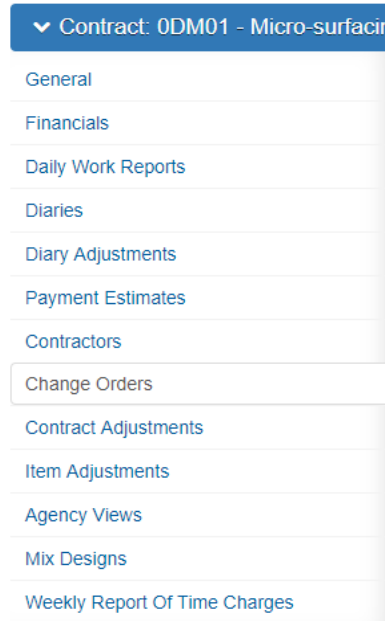 Contract: 0DM01 - Micro-surfacin
General
Financials
Daily Work Reports
Diaries
Diary Adjustments
Payment Estimates
Contractors
Change Orders
Contract Adjustments
Item Adjustments
Agency Views
Mix Designs
Weekly Report Of Time Charges